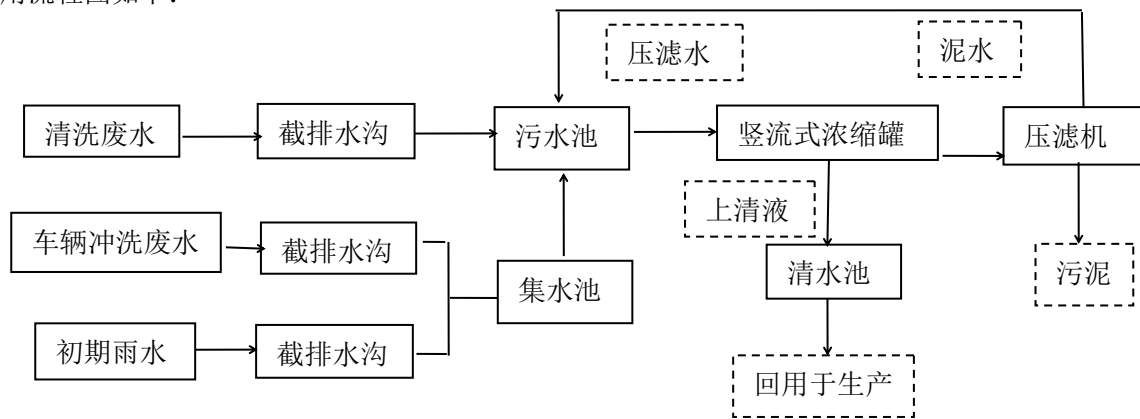 用流程图如下：
压滤水
泥水
清洗废水
截排水沟
污水池
竖流式浓缩罐
压滤机
上清液
车辆冲洗废水
截排水沟
集水池
清水池
污泥
初期雨水
截排水沟
回用于生产